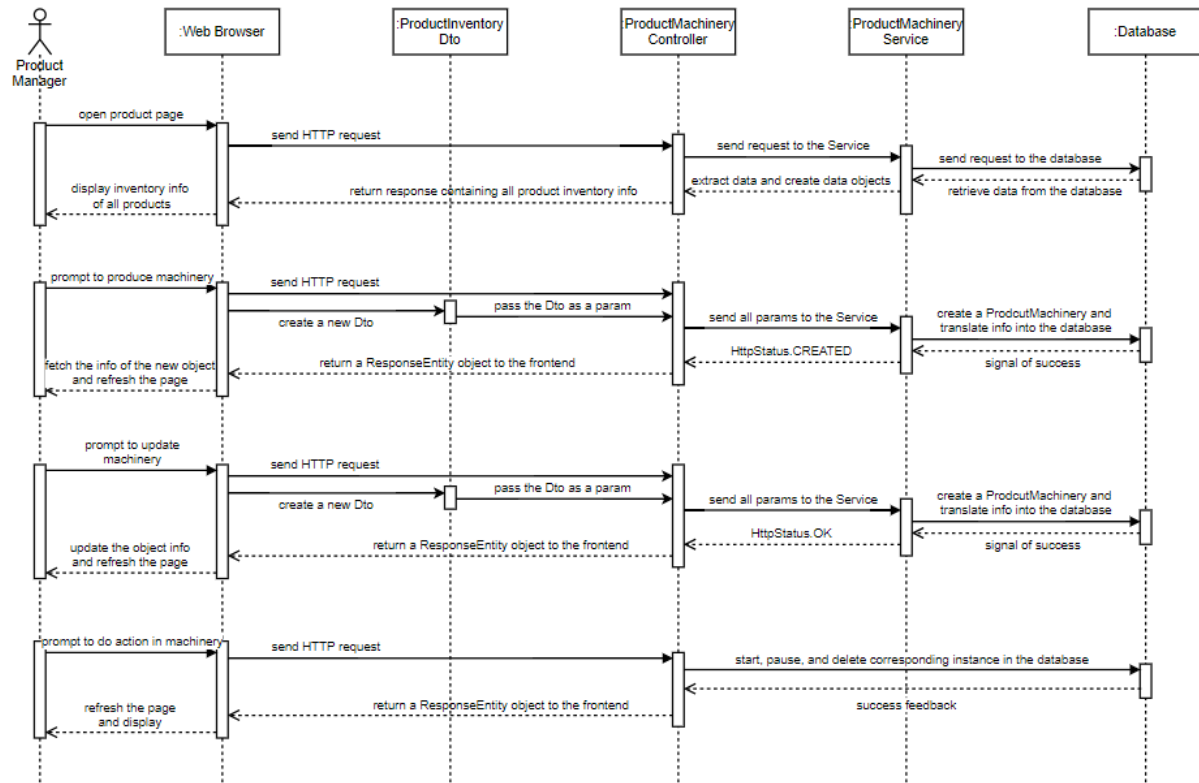 Product
Manager
:Web Browser
:ProductInventory
Dto
:ProductMachinery
Controller
:ProductMachinery
Service
:Database
open product page
send HTTP request
send request to the Service
send request to the database
extract data and create data objects
retrieve data from the database
return response containing all product inventory info
display inventory info
of all products
prompt to produce machinery
send HTTP request
create a new Dto
pass the Dto as a param
send all params to the Service
create a ProdcutMachinery and
translate info into the database
HttpStatus.CREATED
signal of success
return a ResponseEntity object to the frontend
fetch the info of the new object
and refresh the page
prompt to update
machinery
send HTTP request
create a new Dto
pass the Dto as a param
send all params to the Service
create a ProdcutMachinery and
translate info into the database
HttpStatus.OK
signal of success
return a ResponseEntity object to the frontend
update the object info
and refresh the page
prompt to do action in machinery
send HTTP request
start, pause, and delete corresponding instance in the database
success feedback
return a ResponseEntity object to the frontend
refresh the page
and display